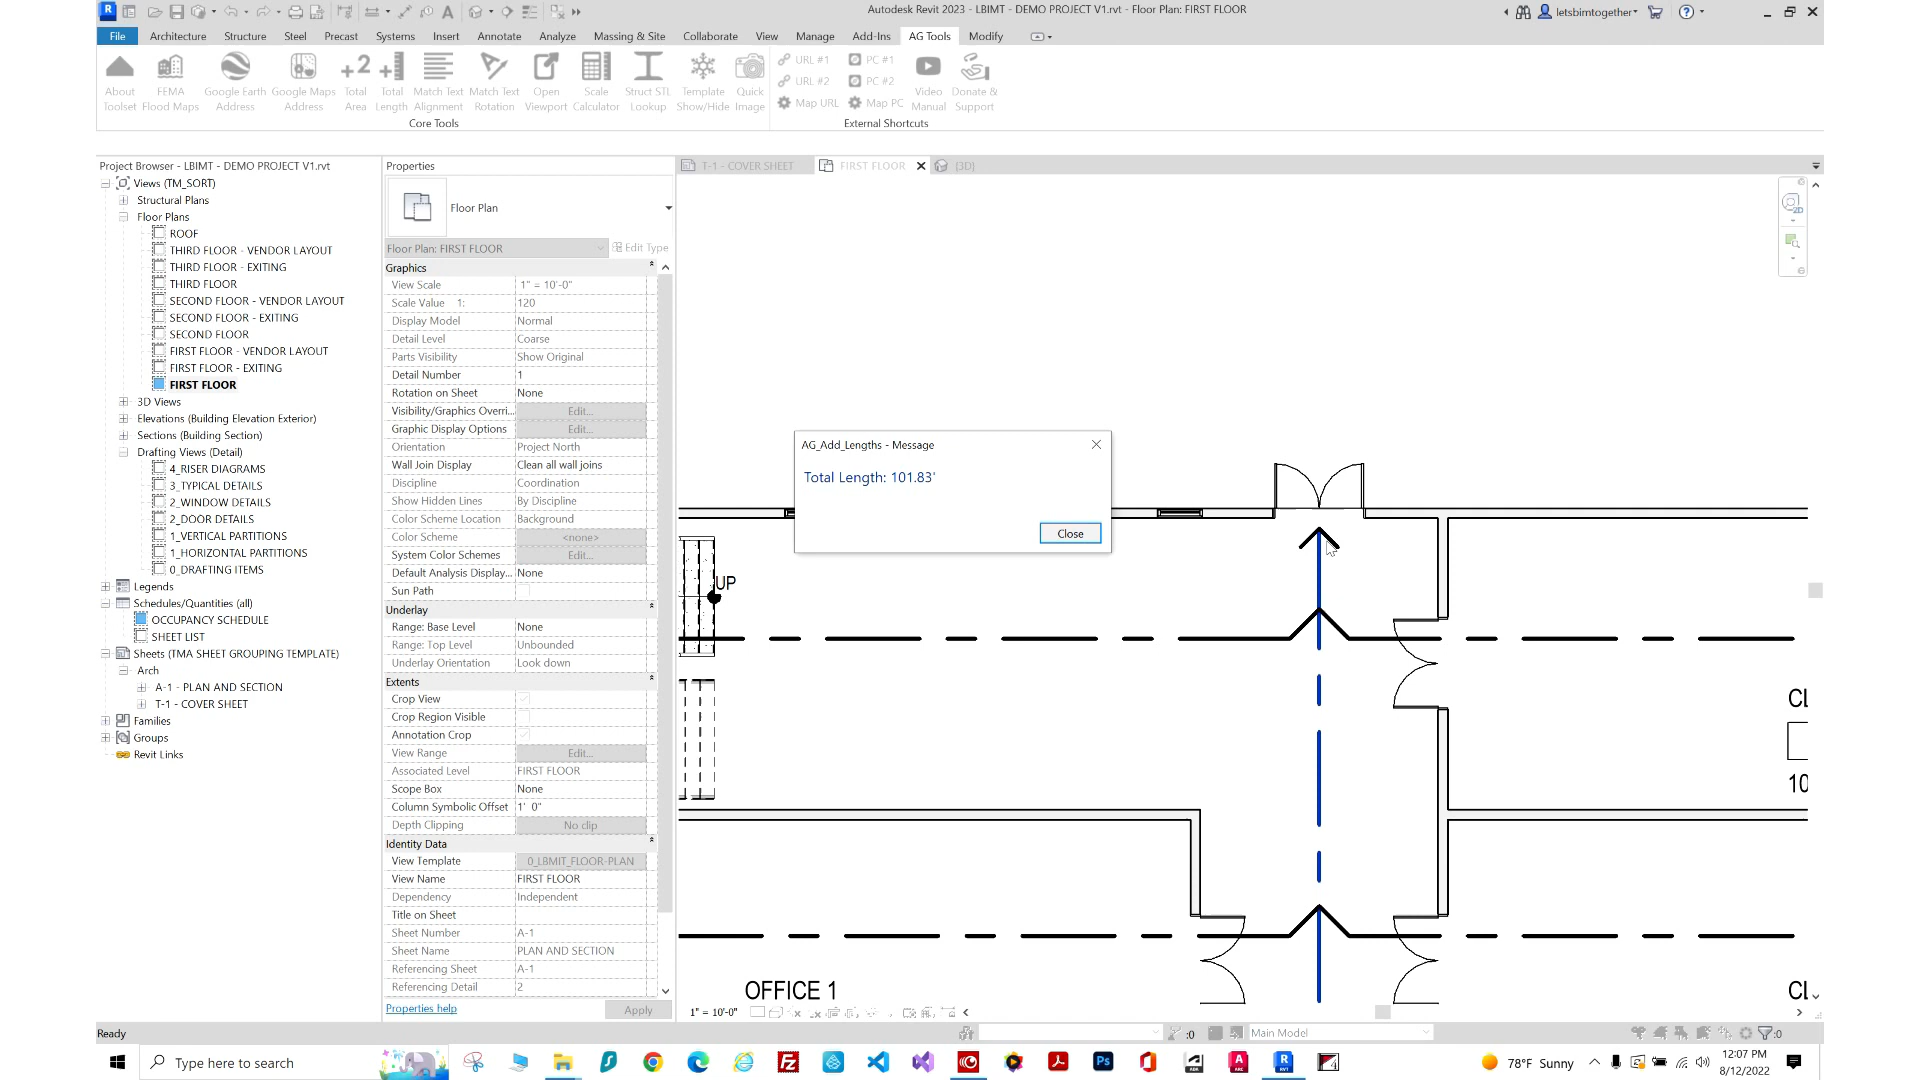 Autodesk Revit 2023 - LBIMT - DEMO PROJECT V1.rvt - Floor Plan: FIRST FLOOR
letsbimtogether
File Architecture Structure Steel Precast Systems Insert Annotate Analyze Massing & Site Collaborate View Manage Add-Ins AG Tools Modify
About Toolset
FEMA Flood Maps
Google Earth Address
Google Maps Address
Total Area
Total Length
Match Text Alignment
Match Text Rotation
Open Viewport
Scale Calculator
Struct STL Lookup
Template Show/Hide
Quick Image
URL #1
URL #2
Map URL
PC #1
PC #2
Map PC
Video Manual
Donate & Support
Core Tools
External Shortcuts
Project Browser - LBIMT - DEMO PROJECT V1.rvt
Views (TM_SORT)
Structural Plans
Floor Plans
ROOF
THIRD FLOOR - VENDOR LAYOUT
THIRD FLOOR - EXITING
THIRD FLOOR
SECOND FLOOR - VENDOR LAYOUT
SECOND FLOOR - EXITING
SECOND FLOOR
FIRST FLOOR - VENDOR LAYOUT
FIRST FLOOR - EXITING
FIRST FLOOR
3D Views
Elevations (Building Elevation Exterior)
Sections (Building Section)
Drafting Views (Detail)
4_RISER DIAGRAMS
3_TYPICAL DETAILS
2_WINDOW DETAILS
2_DOOR DETAILS
1_VERTICAL PARTITIONS
1_HORIZONTAL PARTITIONS
0_DRAFTING ITEMS
Legends
Schedules/Quantities (all)
OCCUPANCY SCHEDULE
SHEET LIST
Sheets (TMA SHEET GROUPING TEMPLATE)
Arch
A-1 - PLAN AND SECTION
T-1 - COVER SHEET
Families
Groups
Revit Links
Properties
Floor Plan
Floor Plan: FIRST FLOOR Edit Type
Graphics
View Scale 1" = 10'-0"
Scale Value 1: 120
Display Model Normal
Detail Level Coarse
Parts Visibility Show Original
Detail Number 1
Rotation on Sheet None
Visibility/Graphics Overri... Edit...
Graphic Display Options Edit...
Orientation Project North
Wall Join Display Clean all wall joins
Discipline Coordination
Show Hidden Lines By Discipline
Color Scheme Location Background
Color Scheme <none>
System Color Schemes Edit...
Default Analysis Display... None
Sun Path
Underlay
Range: Base Level None
Range: Top Level Unbounded
Underlay Orientation Look down
Extents
Crop View
Crop Region Visible
Annotation Crop
View Range Edit...
Associated Level FIRST FLOOR
Scope Box None
Column Symbolic Offset 1' 0"
Depth Clipping No clip
Identity Data
View Template 0_LBMIT_FLOOR-PLAN
View Name FIRST FLOOR
Dependency Independent
Title on Sheet
Sheet Number A-1
Sheet Name PLAN AND SECTION
Referencing Sheet A-1
Referencing Detail 2
Properties help Apply
T-1 - COVER SHEET FIRST FLOOR {3D}
2D
AG_Add_Lengths - Message
Total Length: 101.83'
Close
UP
OFFICE 1
CL
10
CL
1" = 10'-0"
Ready
:0
Main Model
:0
Type here to search
78°F Sunny
12:07 PM
8/12/2022